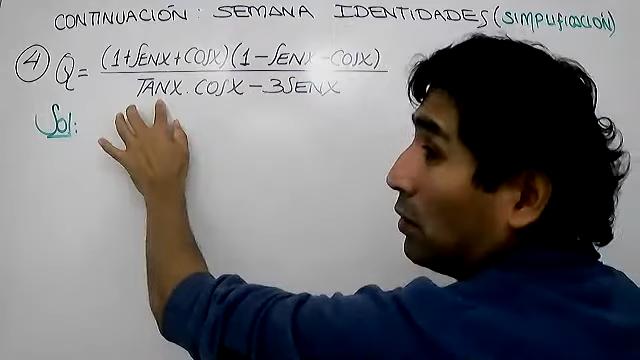 CONTINUACIÓN: SEMANA IDENTIDADES (SIMPLIFICACIÓN)
4 Q = (1+SENX+COSX)(1-SENX-COSX)
TANX.COSX-3SENX
Sol: